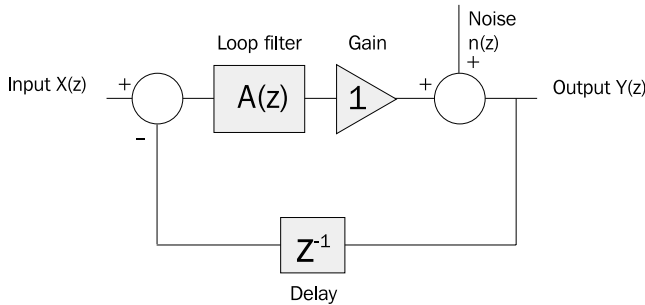 Noise
n(z)
Loop filter
Gain
+
Input X(z)
+
A(z)
1
+
Output Y(z)
-
Z-1
Delay